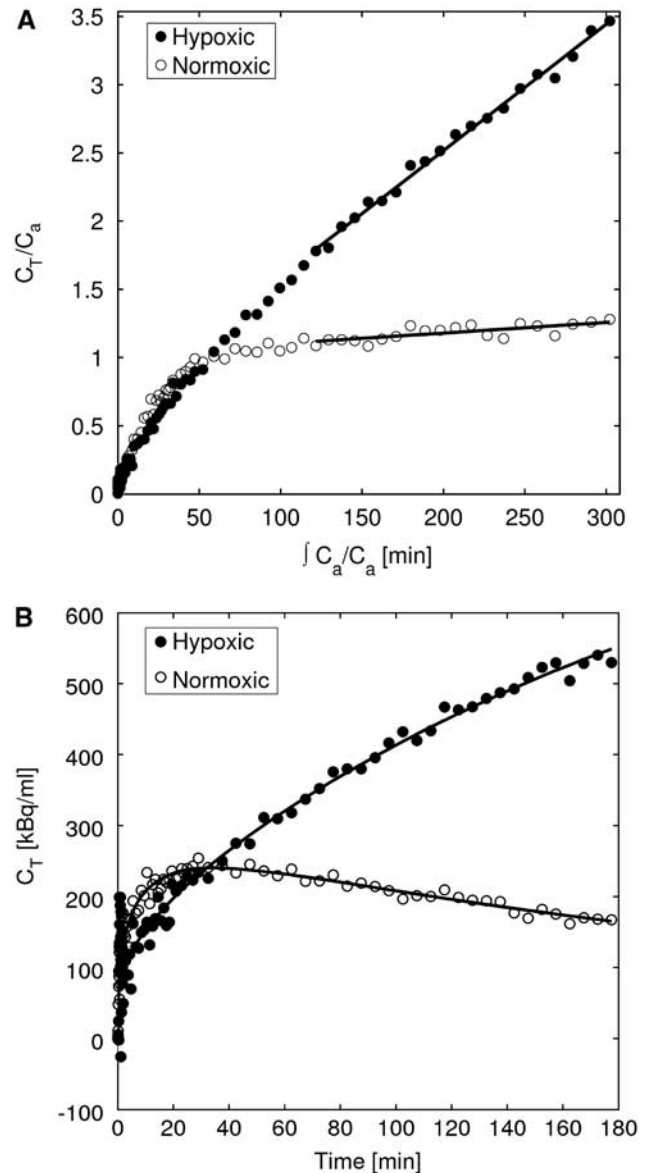 A
Hypoxic
Normoxic
3.5
3
2.5
2
1.5
1
0.5
0
C_T/C_a
0 50 100 150 200 250 300
∫ C_a/C_a [min]
B
Hypoxic
Normoxic
600
500
400
300
200
100
0
-100
C_T [kBq/ml]
0 20 40 60 80 100 120 140 160 180
Time [min]